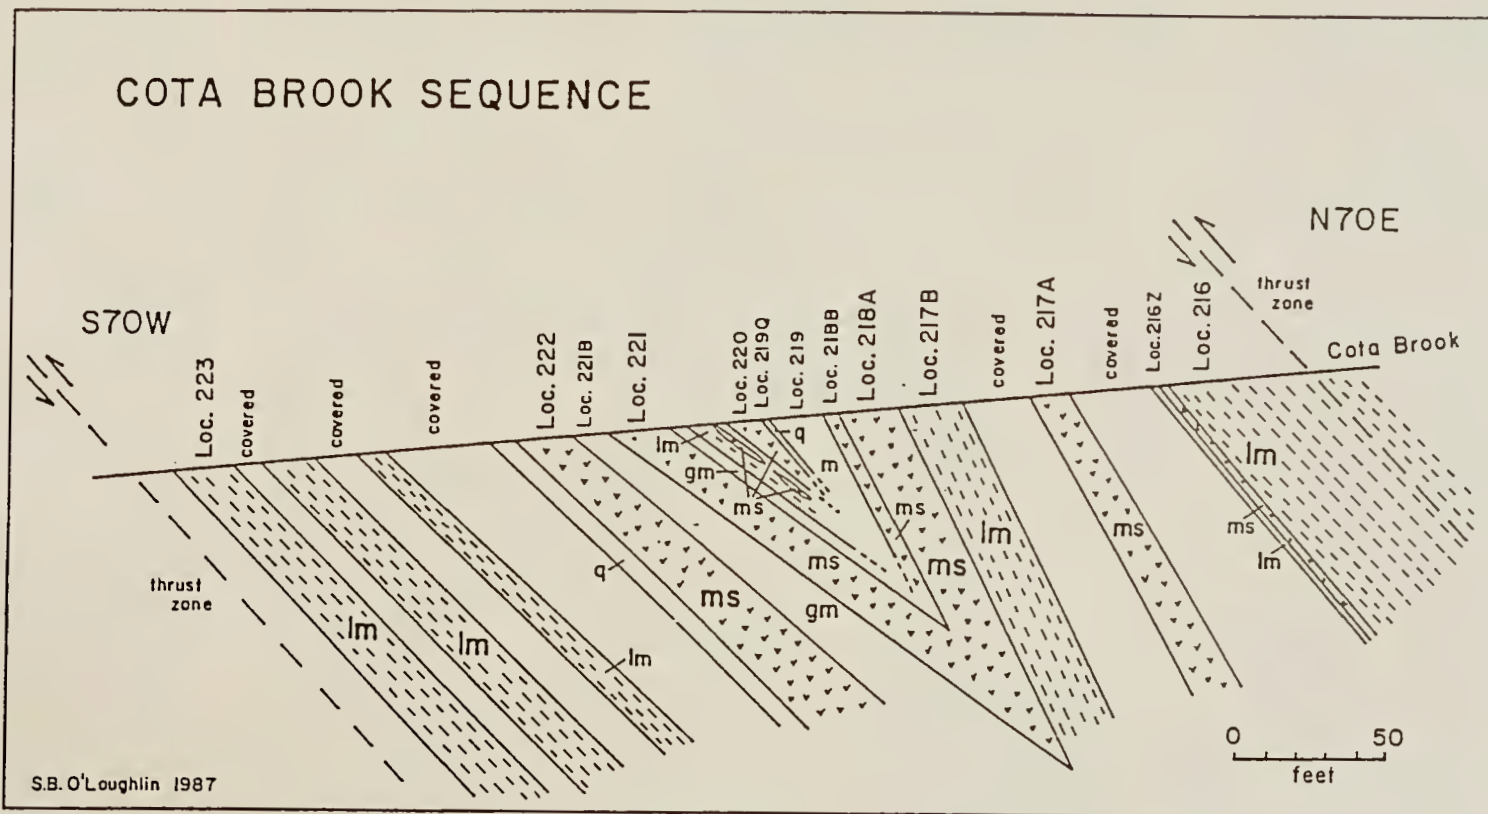 COTA BROOK SEQUENCE
N70E
S70W
thrust
zone
Cota Brook
Loc. 223
covered
covered
covered
Loc. 222
Loc. 221B
Loc. 221
Loc. 220
Loc. 219Q
Loc. 219
Loc. 218B
Loc. 218A
Loc. 217B
covered
Loc. 217A
covered
Loc. 216Z
Loc. 216
lm
gm
ms
q
m
ms
lm
lm
ms
ms
lm
ms
ms
gm
ms
q
thrust
zone
lm
lm
lm
0 50
feet
S.B. O'Loughlin 1987